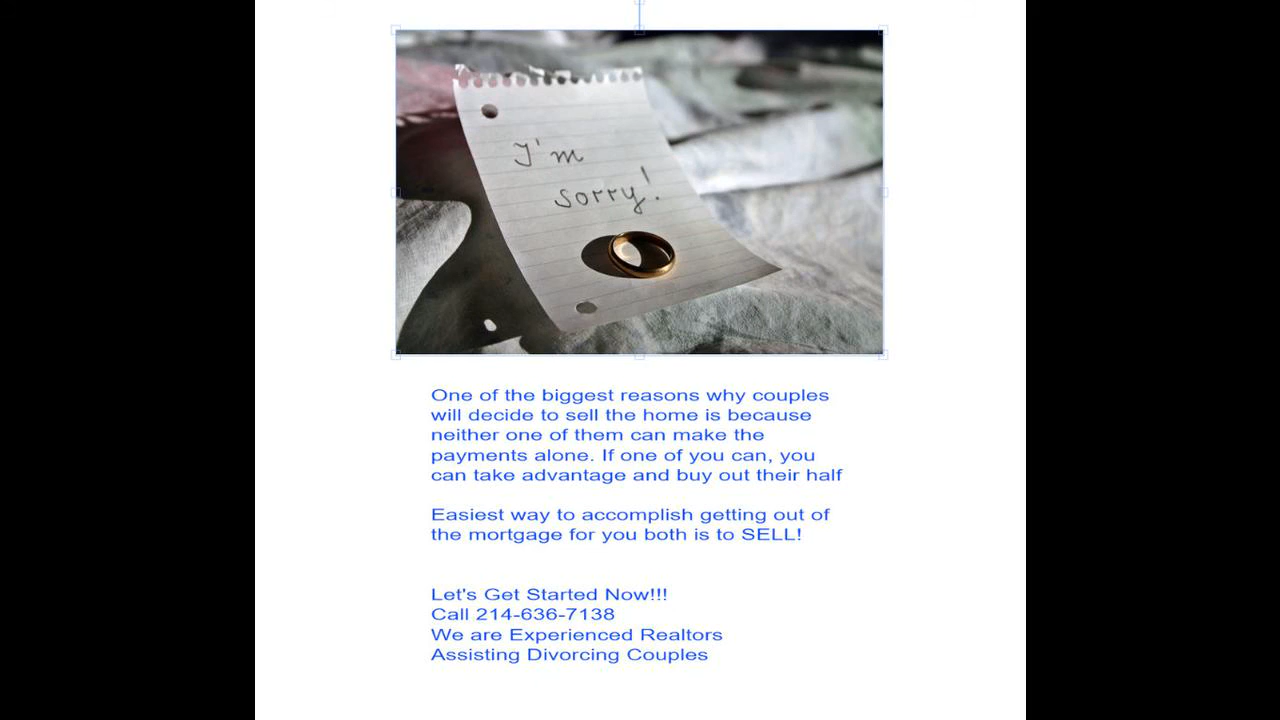 I'm
sorry!
One of the biggest reasons why couples
will decide to sell the home is because
neither one of them can make the
payments alone. If one of you can, you
can take advantage and buy out their half
Easiest way to accomplish getting out of
the mortgage for you both is to SELL!
Let's Get Started Now!!!
Call 214-636-7138
We are Experienced Realtors
Assisting Divorcing Couples